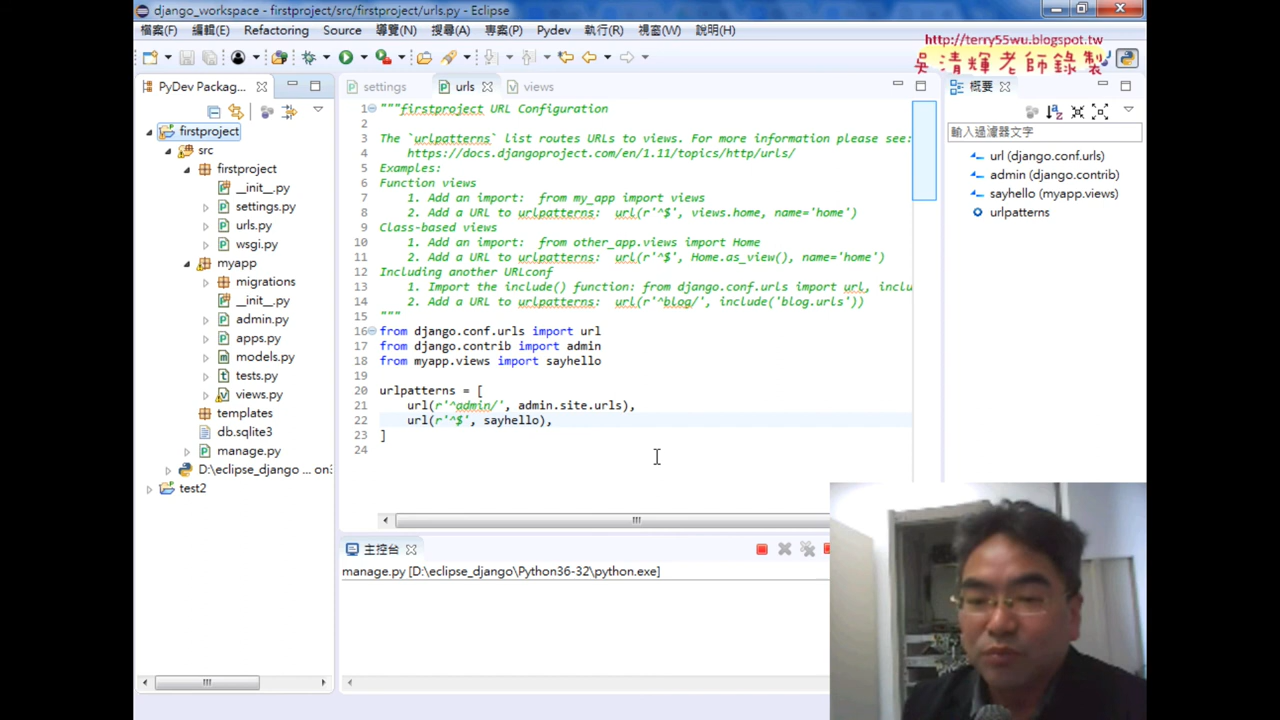 django_workspace - firstproject/src/firstproject/urls.py - Eclipse
檔案(F) 編輯(E) Refactoring Source 導覽(N) 搜尋(A) 專案(P) Pydev 執行(R) 視窗(W) 說明(H)
http://terry55wu.blogspot.tw
吳清輝老師錄製
PyDev Packag...
firstproject
src
firstproject
__init__.py
settings.py
urls.py
wsgi.py
myapp
migrations
__init__.py
admin.py
apps.py
models.py
tests.py
views.py
templates
db.sqlite3
manage.py
D:\eclipse_django ... on:
test2
settings urls views
1 """firstproject URL Configuration
2
3 The `urlpatterns` list routes URLs to views. For more information please see:
4 https://docs.djangoproject.com/en/1.11/topics/http/urls/
5 Examples:
6 Function views
7 1. Add an import:  from my_app import views
8 2. Add a URL to urlpatterns:  url(r'^$', views.home, name='home')
9 Class-based views
10 1. Add an import:  from other_app.views import Home
11 2. Add a URL to urlpatterns:  url(r'^$', Home.as_view(), name='home')
12 Including another URLconf
13 1. Import the include() function: from django.conf.urls import url, inclu
14 2. Add a URL to urlpatterns:  url(r'^blog/', include('blog.urls'))
15 """
16 from django.conf.urls import url
17 from django.contrib import admin
18 from myapp.views import sayhello
19
20 urlpatterns = [
21 url(r'^admin/', admin.site.urls),
22 url(r'^$', sayhello),
23 ]
24
概要
輸入過濾器文字
url (django.conf.urls)
admin (django.contrib)
sayhello (myapp.views)
urlpatterns
主控台
manage.py [D:\eclipse_django\Python36-32\python.exe]